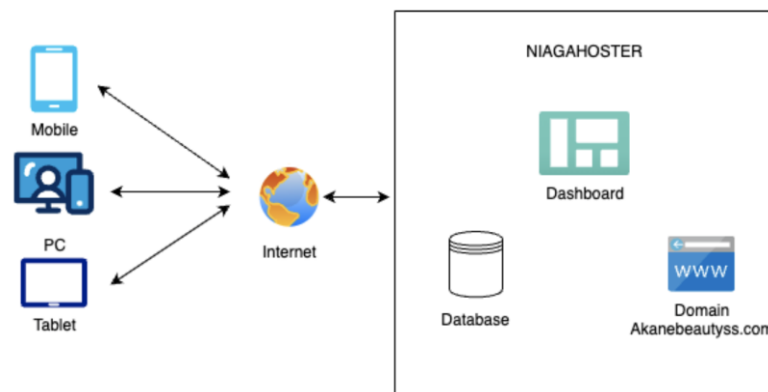 NIAGAHOSTER
Mobile
Dashboard
PC
Internet
www
Tablet
Database
Domain
Akanebeautyss.com